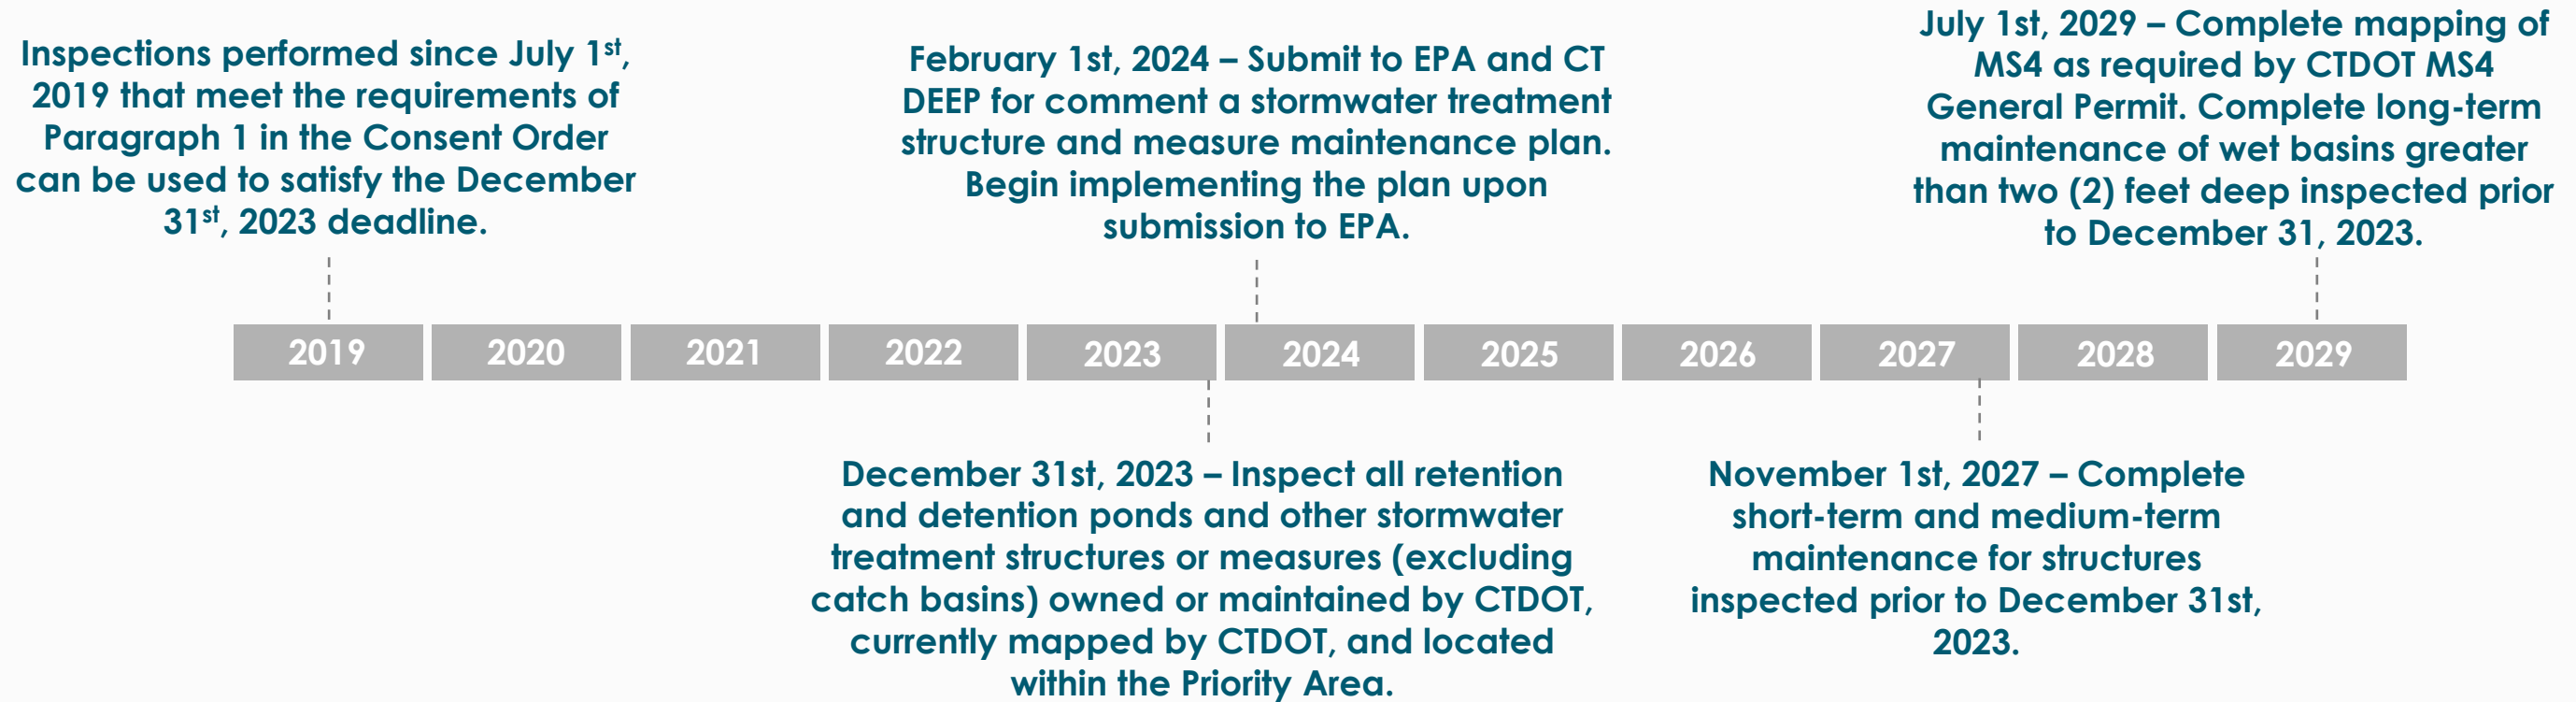 Inspections performed since July 1st,
2019 that meet the requirements of
Paragraph 1 in the Consent Order
can be used to satisfy the December
31st, 2023 deadline.
February 1st, 2024 – Submit to EPA and CT
DEEP for comment a stormwater treatment
structure and measure maintenance plan.
Begin implementing the plan upon
submission to EPA.
July 1st, 2029 – Complete mapping of
MS4 as required by CTDOT MS4
General Permit. Complete long-term
maintenance of wet basins greater
than two (2) feet deep inspected prior
to December 31, 2023.
2019 2020 2021 2022 2023 2024 2025 2026 2027 2028 2029
December 31st, 2023 – Inspect all retention
and detention ponds and other stormwater
treatment structures or measures (excluding
catch basins) owned or maintained by CTDOT,
currently mapped by CTDOT, and located
within the Priority Area.
November 1st, 2027 – Complete
short-term and medium-term
maintenance for structures
inspected prior to December 31st,
2023.